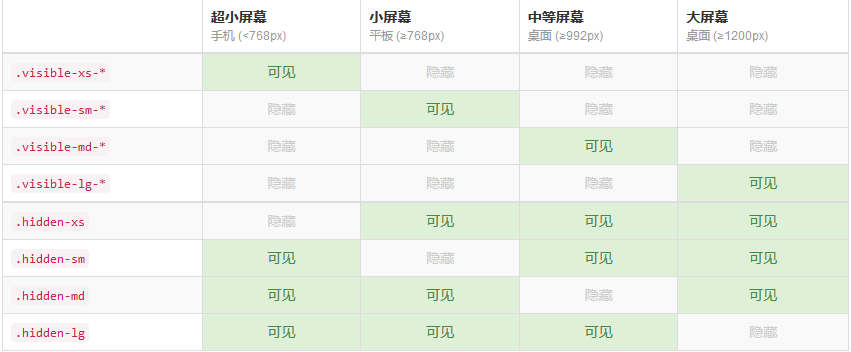 超小屏幕 小屏幕 中等屏幕 大屏幕
手机 (<768px) 平板 (≥768px) 桌面 (≥992px) 桌面 (≥1200px)
.visible-xs-* 可见 隐藏 隐藏 隐藏
.visible-sm-* 隐藏 可见 隐藏 隐藏
.visible-md-* 隐藏 隐藏 可见 隐藏
.visible-lg-* 隐藏 隐藏 隐藏 可见
.hidden-xs 隐藏 可见 可见 可见
.hidden-sm 可见 隐藏 可见 可见
.hidden-md 可见 可见 隐藏 可见
.hidden-lg 可见 可见 可见 隐藏